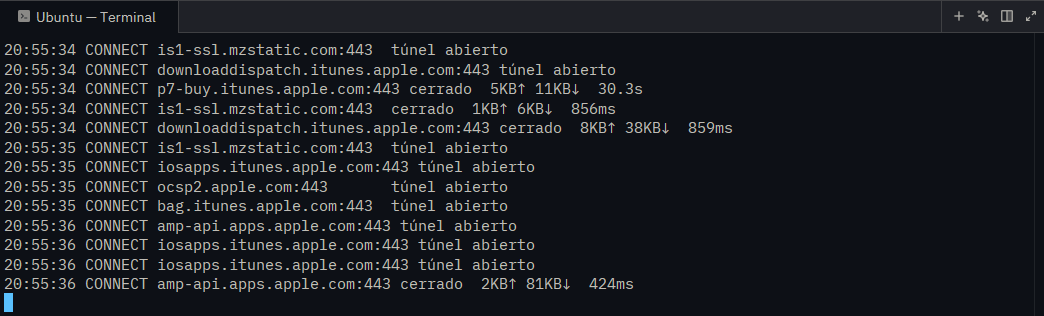 Ubuntu — Terminal
20:55:34 CONNECT is1-ssl.mzstatic.com:443  túnel abierto
20:55:34 CONNECT downloaddispatch.itunes.apple.com:443 túnel abierto
20:55:34 CONNECT p7-buy.itunes.apple.com:443 cerrado  5KB↑ 11KB↓  30.3s
20:55:34 CONNECT is1-ssl.mzstatic.com:443  cerrado  1KB↑ 6KB↓  856ms
20:55:34 CONNECT downloaddispatch.itunes.apple.com:443 cerrado  8KB↑ 38KB↓  859ms
20:55:35 CONNECT is1-ssl.mzstatic.com:443  túnel abierto
20:55:35 CONNECT iosapps.itunes.apple.com:443 túnel abierto
20:55:35 CONNECT ocsp2.apple.com:443       túnel abierto
20:55:35 CONNECT bag.itunes.apple.com:443  túnel abierto
20:55:36 CONNECT amp-api.apps.apple.com:443 túnel abierto
20:55:36 CONNECT iosapps.itunes.apple.com:443 túnel abierto
20:55:36 CONNECT iosapps.itunes.apple.com:443 túnel abierto
20:55:36 CONNECT amp-api.apps.apple.com:443 cerrado  2KB↑ 81KB↓  424ms